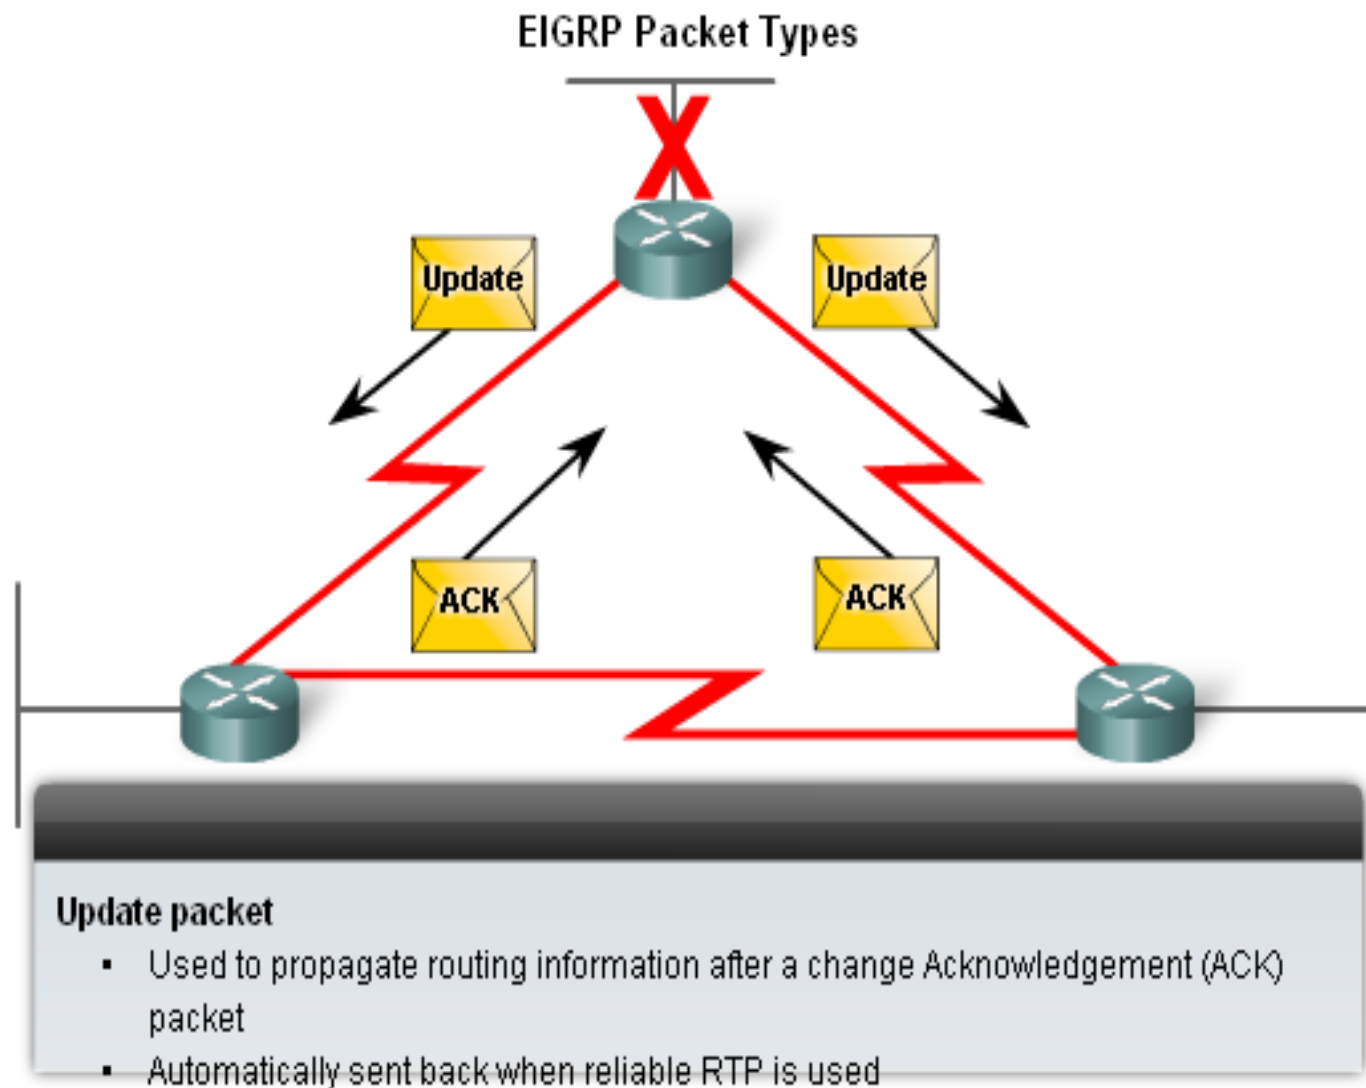 EIGRP Packet Types
Update
Update
ACK
ACK
Update packet
▪ Used to propagate routing information after a change Acknowledgement (ACK)
packet
▪ Automatically sent back when reliable RTP is used